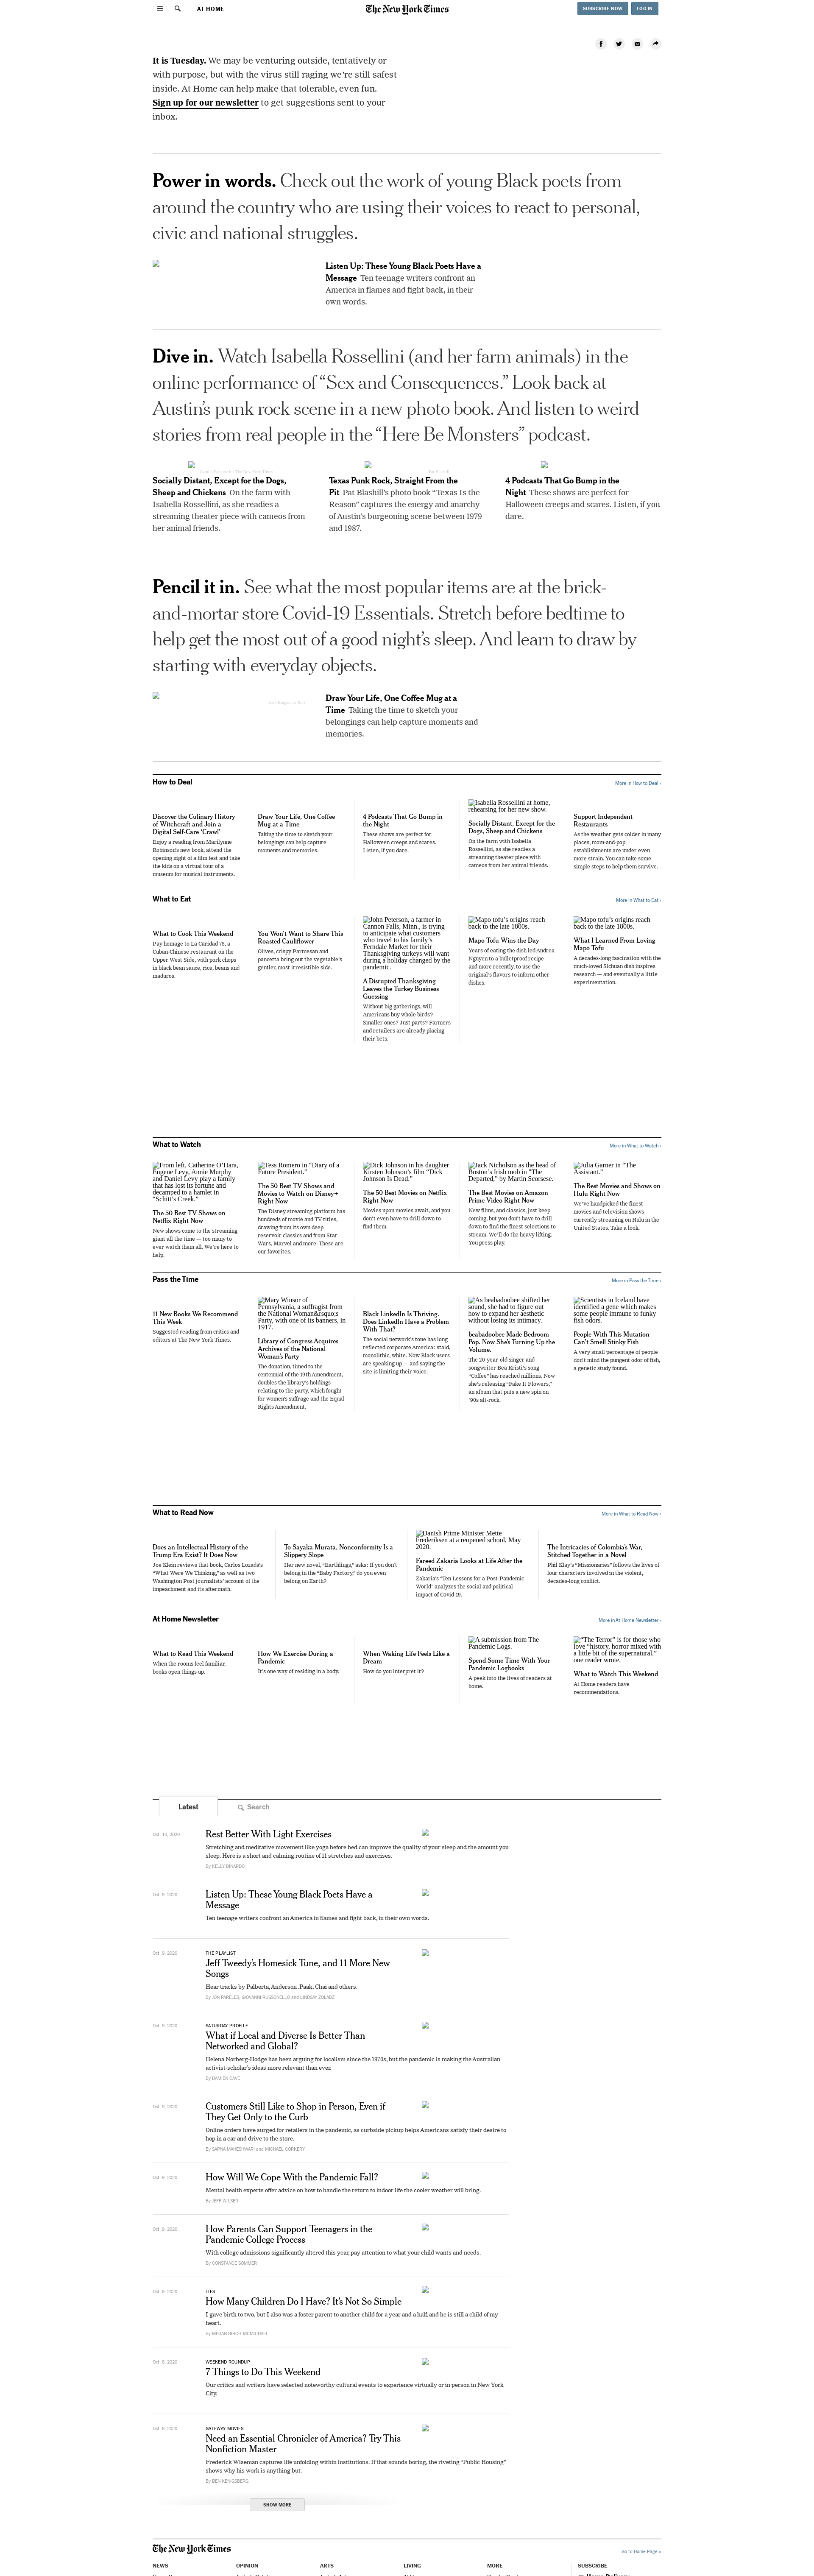 AT HOME
The New York Times
SUBSCRIBE NOW
LOG IN
It is Tuesday. We may be venturing outside, tentatively or
with purpose, but with the virus still raging we're still safest
inside. At Home can help make that tolerable, even fun.
Sign up for our newsletter to get suggestions sent to your
inbox.
Power in words. Check out the work of young Black poets from
around the country who are using their voices to react to personal,
civic and national struggles.
Listen Up: These Young Black Poets Have a
Message Ten teenage writers confront an
America in flames and fight back, in their
own words.
Dive in. Watch Isabella Rossellini (and her farm animals) in the
online performance of “Sex and Consequences.” Look back at
Austin's punk rock scene in a new photo book. And listen to weird
stories from real people in the “Here Be Monsters” podcast.
Socially Distant, Except for the Dogs,
Sheep and Chickens On the farm with
Isabella Rossellini, as she readies a
streaming theater piece with cameos from
her animal friends.
Texas Punk Rock, Straight From the
Pit Pat Blashill's photo book “Texas Is the
Reason” captures the energy and anarchy
of Austin's burgeoning scene between 1979
and 1987.
4 Podcasts That Go Bump in the
Night These shows are perfect for
Halloween creeps and scares. Listen, if you
dare.
Pencil it in. See what the most popular items are at the brick-
and-mortar store Covid-19 Essentials. Stretch before bedtime to
help get the most out of a good night's sleep. And learn to draw by
starting with everyday objects.
Draw Your Life, One Coffee Mug at a
Time Taking the time to sketch your
belongings can help capture moments and
memories.
How to Deal
More in How to Deal ›
Discover the Culinary History
of Witchcraft and Join a
Digital Self-Care ‘Crawl’
Enjoy a reading from Marilynne
Robinson's new book, attend the
opening night of a film fest and take
the kids on a virtual tour of a
museum for musical instruments.
Draw Your Life, One Coffee
Mug at a Time
Taking the time to sketch your
belongings can help capture
moments and memories.
4 Podcasts That Go Bump in
the Night
These shows are perfect for
Halloween creeps and scares.
Listen, if you dare.
Isabella Rossellini at home,
rehearsing for her new show.
Socially Distant, Except for the
Dogs, Sheep and Chickens
On the farm with Isabella
Rossellini, as she readies a
streaming theater piece with
cameos from her animal friends.
Support Independent
Restaurants
As the weather gets colder in many
places, mom-and-pop
establishments are under even
more strain. You can take some
simple steps to help them survive.
What to Eat
More in What to Eat ›
What to Cook This Weekend
Pay homage to La Caridad 78, a
Cuban-Chinese restaurant on the
Upper West Side, with pork chops
in black bean sauce, rice, beans and
maduros.
You Won't Want to Share This
Roasted Cauliflower
Olives, crispy Parmesan and
pancetta bring out the vegetable's
gentler, most irresistible side.
John Peterson, a farmer in
Cannon Falls, Minn., is trying
to anticipate what customers
who travel to his family's
Ferndale Market for their
Thanksgiving turkeys will want
during a holiday changed by the
pandemic.
A Disrupted Thanksgiving
Leaves the Turkey Business
Guessing
Without big gatherings, will
Americans buy whole birds?
Smaller ones? Just parts? Farmers
and retailers are already placing
their bets.
Mapo tofu's origins reach
back to the late 1800s.
Mapo Tofu Wins the Day
Years of eating the dish led Andrea
Nguyen to a bulletproof recipe —
and more recently, to use the
original's flavors to inform other
dishes.
Mapo tofu's origins reach
back to the late 1800s.
What I Learned From Loving
Mapo Tofu
A decades-long fascination with the
much-loved Sichuan dish inspires
research — and eventually a little
experimentation.
What to Watch
More in What to Watch ›
From left, Catherine O'Hara,
Eugene Levy, Annie Murphy
and Daniel Levy play a family
that has lost its fortune and
decamped to a hamlet in
“Schitt's Creek.”
The 50 Best TV Shows on
Netflix Right Now
New shows come to the streaming
giant all the time — too many to
ever watch them all. We're here to
help.
Tess Romero in “Diary of a
Future President.”
The 50 Best TV Shows and
Movies to Watch on Disney+
Right Now
The Disney streaming platform has
hundreds of movie and TV titles,
drawing from its own deep
reservoir classics and from Star
Wars, Marvel and more. These are
our favorites.
Dick Johnson in his daughter
Kirsten Johnson's film “Dick
Johnson Is Dead.”
The 50 Best Movies on Netflix
Right Now
Movies upon movies await, and you
don't even have to drill down to
find them.
Jack Nicholson as the head of
Boston's Irish mob in “The
Departed,” by Martin Scorsese.
The Best Movies on Amazon
Prime Video Right Now
New films, and classics, just keep
coming, but you don't have to drill
down to find the finest selections to
stream. We'll do the heavy lifting.
You press play.
Julia Garner in “The
Assistant.”
The Best Movies and Shows on
Hulu Right Now
We've handpicked the finest
movies and television shows
currently streaming on Hulu in the
United States. Take a look.
Pass the Time
More in Pass the Time ›
11 New Books We Recommend
This Week
Suggested reading from critics and
editors at The New York Times.
Mary Winsor of
Pennsylvania, a suffragist from
the National Woman&rsquo;s
Party, with one of its banners, in
1917.
Library of Congress Acquires
Archives of the National
Woman's Party
The donation, timed to the
centennial of the 19th Amendment,
doubles the library's holdings
relating to the party, which fought
for women's suffrage and the Equal
Rights Amendment.
Black LinkedIn Is Thriving.
Does LinkedIn Have a Problem
With That?
The social network's tone has long
reflected corporate America: staid,
monolithic, white. Now Black users
are speaking up — and saying the
site is limiting their voice.
As beabadoobee shifted her
sound, she had to figure out
how to expand her aesthetic
without losing its intimacy.
beabadoobee Made Bedroom
Pop. Now She's Turning Up the
Volume.
The 20-year-old singer and
songwriter Bea Kristi's song
“Coffee” has reached millions. Now
she's releasing “Fake It Flowers,”
an album that puts a new spin on
'90s alt-rock.
Scientists in Iceland have
identified a gene which makes
some people immune to funky
fish odors.
People With This Mutation
Can't Smell Stinky Fish
A very small percentage of people
don't mind the pungent odor of fish,
a genetic study found.
What to Read Now
More in What to Read Now ›
Does an Intellectual History of the
Trump Era Exist? It Does Now
Joe Klein reviews that book, Carlos Lozada's
“What Were We Thinking,” as well as two
Washington Post journalists' account of the
impeachment and its aftermath.
To Sayaka Murata, Nonconformity Is a
Slippery Slope
Her new novel, “Earthlings,” asks: If you don't
belong in the “Baby Factory,” do you even
belong on Earth?
Danish Prime Minister Mette
Frederiksen at a reopened school, May
2020.
Fareed Zakaria Looks at Life After the
Pandemic
Zakaria's “Ten Lessons for a Post-Pandemic
World” analyzes the social and political
impact of Covid-19.
The Intricacies of Colombia's War,
Stitched Together in a Novel
Phil Klay's “Missionaries” follows the lives of
four characters involved in the violent,
decades-long conflict.
At Home Newsletter
More in At Home Newsletter ›
What to Read This Weekend
When the rooms feel familiar,
books open things up.
How We Exercise During a
Pandemic
It's one way of residing in a body.
When Waking Life Feels Like a
Dream
How do you interpret it?
A submission from The
Pandemic Logs.
Spend Some Time With Your
Pandemic Logbooks
A peek into the lives of readers at
home.
“The Terror” is for those who
love “history, horror mixed with
a little bit of the supernatural,”
one reader wrote.
What to Watch This Weekend
At Home readers have
recommendations.
Latest
Search
Oct. 10, 2020
Rest Better With Light Exercises
Stretching and meditative movement like yoga before bed can improve the quality of your sleep and the amount you
sleep. Here is a short and calming routine of 11 stretches and exercises.
By KELLY DINARDO
Oct. 9, 2020
Listen Up: These Young Black Poets Have a
Message
Ten teenage writers confront an America in flames and fight back, in their own words.
Oct. 9, 2020
THE PLAYLIST
Jeff Tweedy's Homesick Tune, and 11 More New
Songs
Hear tracks by Palberta, Anderson .Paak, Chai and others.
By JON PARELES, GIOVANNI RUSSONELLO and LINDSAY ZOLADZ
Oct. 9, 2020
SATURDAY PROFILE
What if Local and Diverse Is Better Than
Networked and Global?
Helena Norberg-Hodge has been arguing for localism since the 1970s, but the pandemic is making the Australian
activist-scholar's ideas more relevant than ever.
By DAMIEN CAVE
Oct. 9, 2020
Customers Still Like to Shop in Person, Even if
They Get Only to the Curb
Online orders have surged for retailers in the pandemic, as curbside pickup helps Americans satisfy their desire to
hop in a car and drive to the store.
By SAPNA MAHESHWARI and MICHAEL CORKERY
Oct. 9, 2020
How Will We Cope With the Pandemic Fall?
Mental health experts offer advice on how to handle the return to indoor life the cooler weather will bring.
By JEFF WILSER
Oct. 9, 2020
How Parents Can Support Teenagers in the
Pandemic College Process
With college admissions significantly altered this year, pay attention to what your child wants and needs.
By CONSTANCE SOMMER
Oct. 9, 2020
TIES
How Many Children Do I Have? It's Not So Simple
I gave birth to two, but I also was a foster parent to another child for a year and a half, and he is still a child of my
heart.
By MEGAN BIRCH-MCMICHAEL
Oct. 8, 2020
WEEKEND ROUNDUP
7 Things to Do This Weekend
Our critics and writers have selected noteworthy cultural events to experience virtually or in person in New York
City.
Oct. 8, 2020
GATEWAY MOVIES
Need an Essential Chronicler of America? Try This
Nonfiction Master
Frederick Wiseman captures life unfolding within institutions. If that sounds boring, the riveting “Public Housing”
shows why his work is anything but.
By BEN KENIGSBERG
SHOW MORE
The New York Times
Go to Home Page »
NEWS
OPINION
ARTS
LIVING
MORE
SUBSCRIBE